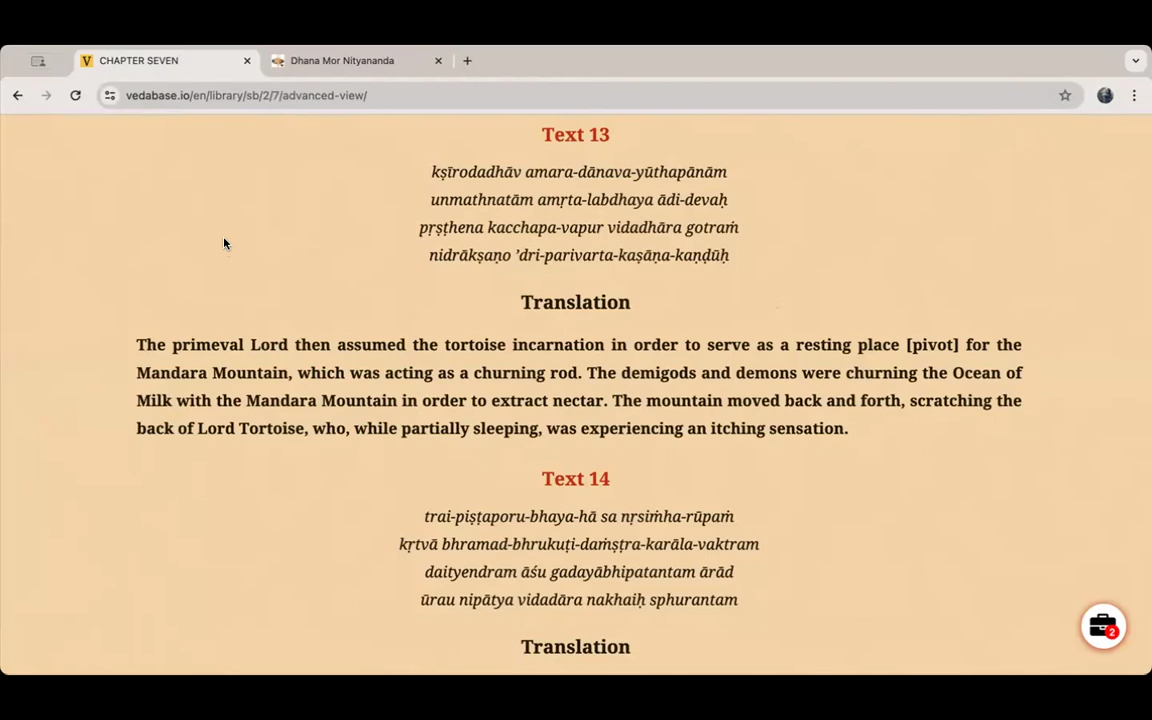 CHAPTER SEVEN
Dhana Mor Nityananda
vedabase.io/en/library/sb/2/7/advanced-view/
Text 13
kṣīrodadhāv amara-dānava-yūthapānām
unmathnatām amṛta-labdhaya ādi-devaḥ
pṛṣṭhena kacchapa-vapur vidadhāra gotraṁ
nidrākṣaṇo ’dri-parivarta-kaṣāṇa-kaṇḍūḥ
Translation
The primeval Lord then assumed the tortoise incarnation in order to serve as a resting place [pivot] for the
Mandara Mountain, which was acting as a churning rod. The demigods and demons were churning the Ocean of
Milk with the Mandara Mountain in order to extract nectar. The mountain moved back and forth, scratching the
back of Lord Tortoise, who, while partially sleeping, was experiencing an itching sensation.
Text 14
trai-piṣṭaporu-bhaya-hā sa nṛsiṁha-rūpaṁ
kṛtvā bhramad-bhrukuṭi-daṁṣṭra-karāla-vaktram
daityendram āśu gadayābhipatantam ārād
ūrau nipātya vidadāra nakhaiḥ sphurantam
2
Translation